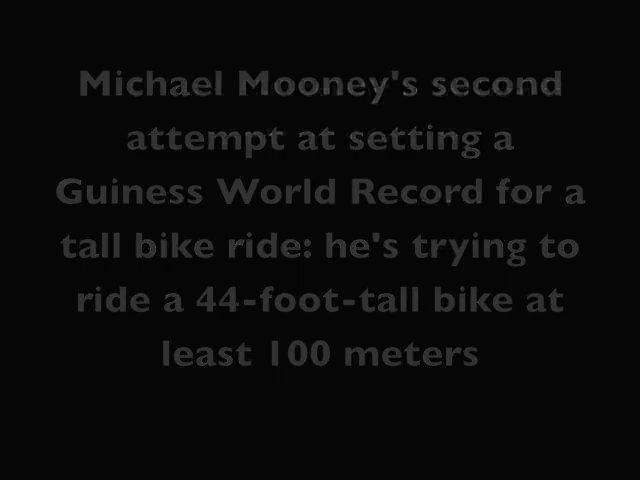 Michael Mooney's second
attempt at setting a
Guiness World Record for a
tall bike ride: he's trying to
ride a 44-foot-tall bike at
least 100 meters